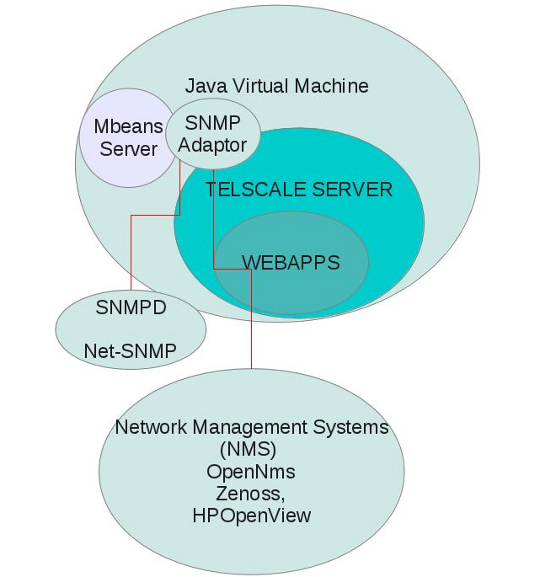 Java Virtual Machine
Mbeans
Server
SNMP
Adaptor
TELSCALE SERVER
WEBAPPS
SNMPD
Net-SNMP
Network Management Systems
(NMS)
OpenNms
Zenoss,
HPOpenView